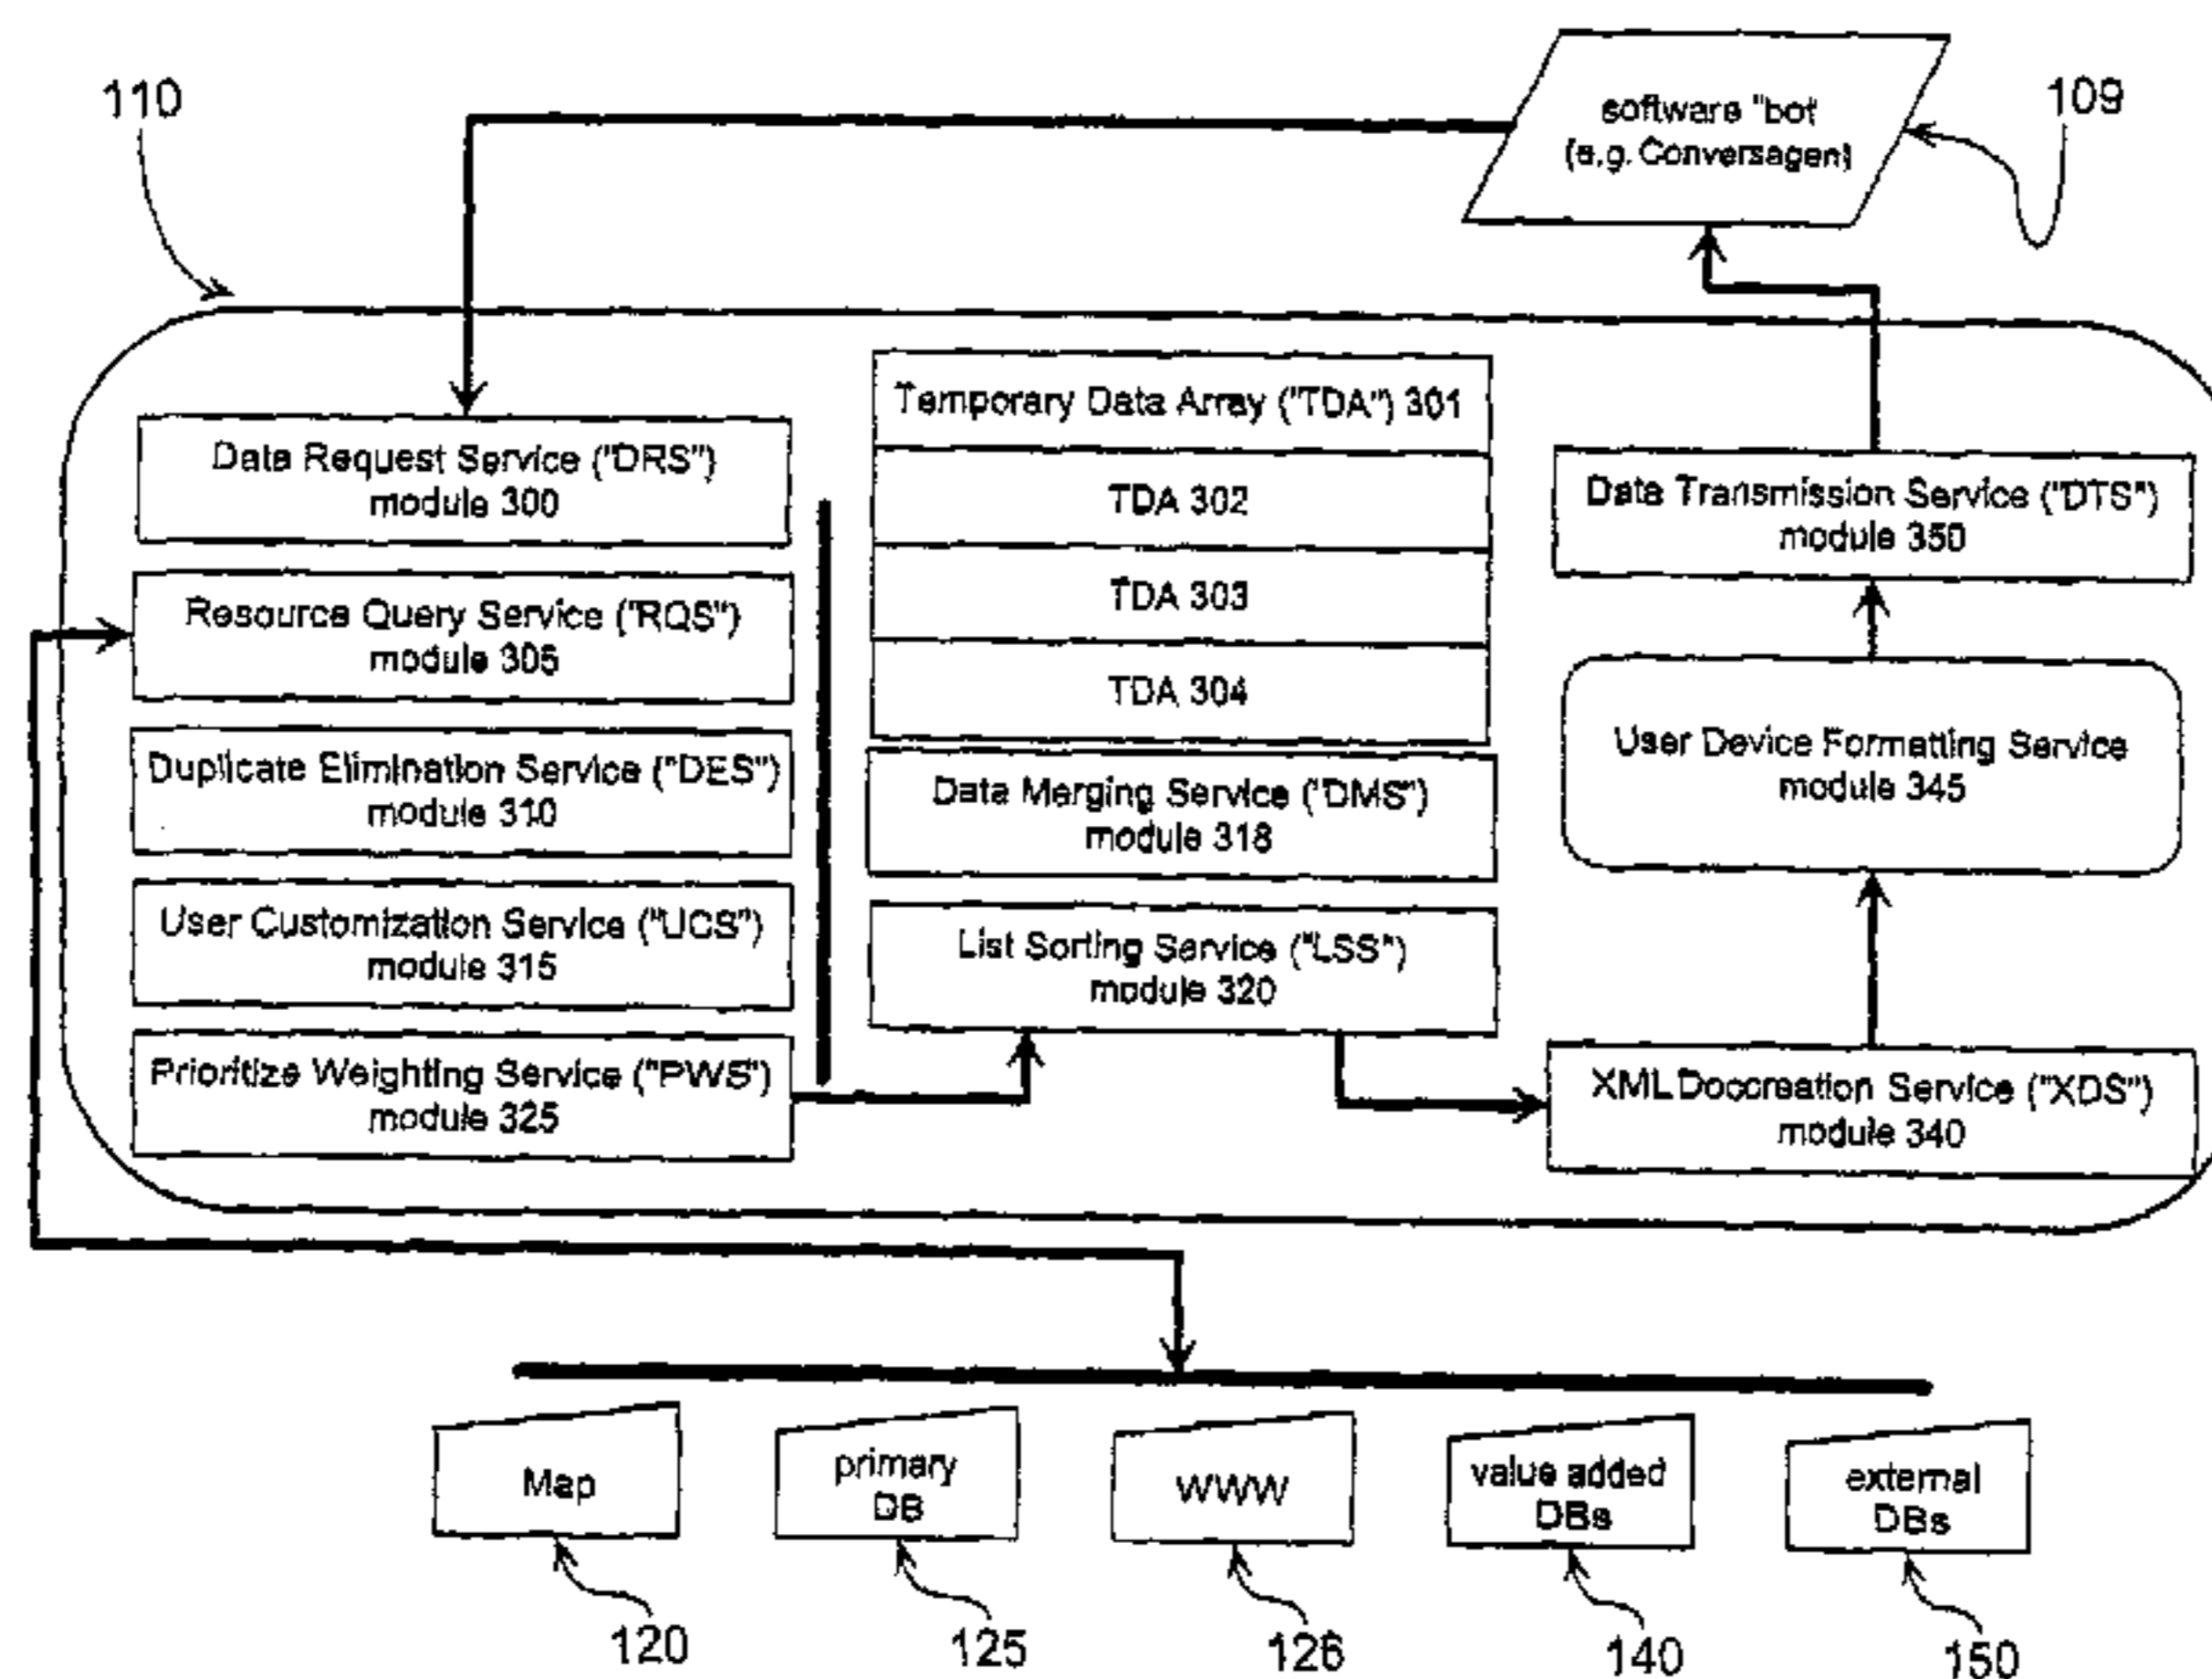 110
software "bot"
(e.g. Conversagent)
109
Data Request Service ("DRS")
module 300
Resource Query Service ("RQS")
module 305
Duplicate Elimination Service ("DES")
module 310
User Customization Service ("UCS")
module 315
Prioritize Weighting Service ("PWS")
module 325
Temporary Data Array ("TDA") 301
TDA 302
TDA 303
TDA 304
Data Merging Service ("DMS")
module 318
List Sorting Service ("LSS")
module 320
Data Transmission Service ("DTS")
module 350
User Device Formatting Service
module 345
XML Doccreation Service ("XDS")
module 340
Map
primary
DB
WWW
value added
DBs
external
DBs
120
125
126
140
150